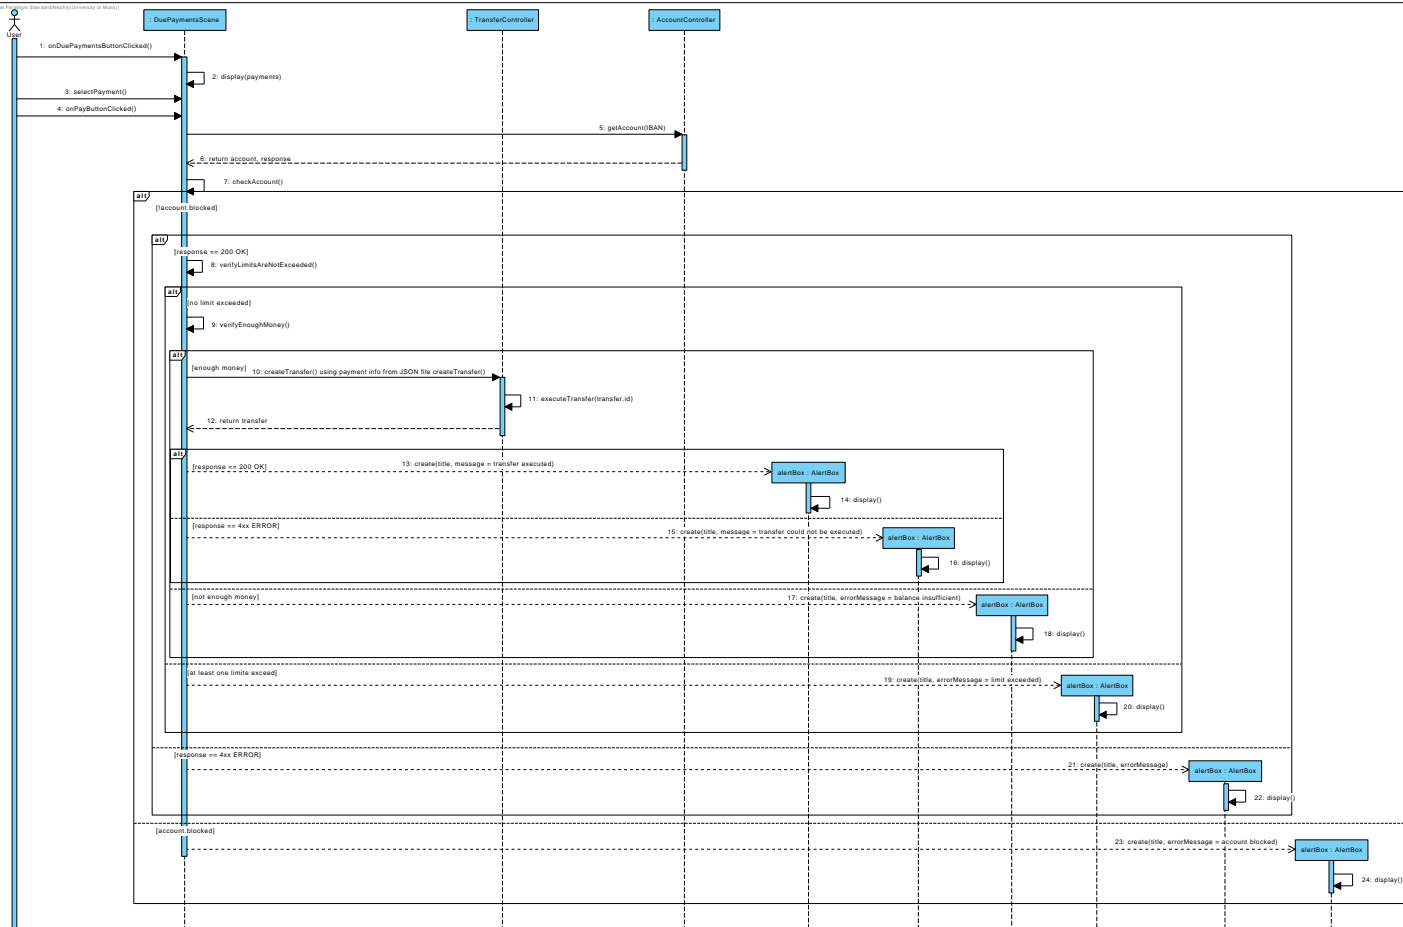 al Paradigm Standard(Nephty(University of Mons))
: DuePaymentsScene
: TransferController
: AccountController
User
1: onDuePaymentsButtonClicked()
2: display(payments)
3: selectPayment()
4: onPayButtonClicked()
5: getAccount(IBAN)
6: return account, response
7: checkAccount()
alt
[!account.blocked]
alt
[response == 200 OK]
8: verifyLimitsAreNotExceeded()
alt
[no limit exceeded]
9: verifyEnoughMoney()
alt
[enough money]
10: createTransfer() using payment info from JSON file createTransfer()
11: executeTransfer(transfer.id)
12: return transfer
alt
[response == 200 OK]
13: create(title, message = transfer executed)
alertBox : AlertBox
14: display()
[response == 4xx ERROR]
15: create(title, message = transfer could not be executed)
alertBox : AlertBox
16: display()
[not enough money]
17: create(title, errorMessage = balance insufficient)
alertBox : AlertBox
18: display()
[at least one limite exceed]
19: create(title, errorMessage = limit exceeded)
alertBox : AlertBox
20: display()
[response == 4xx ERROR]
21: create(title, errorMessage)
alertBox : AlertBox
22: display()
[account.blocked]
23: create(title, errorMessage = account blocked)
alertBox : AlertBox
24: display()